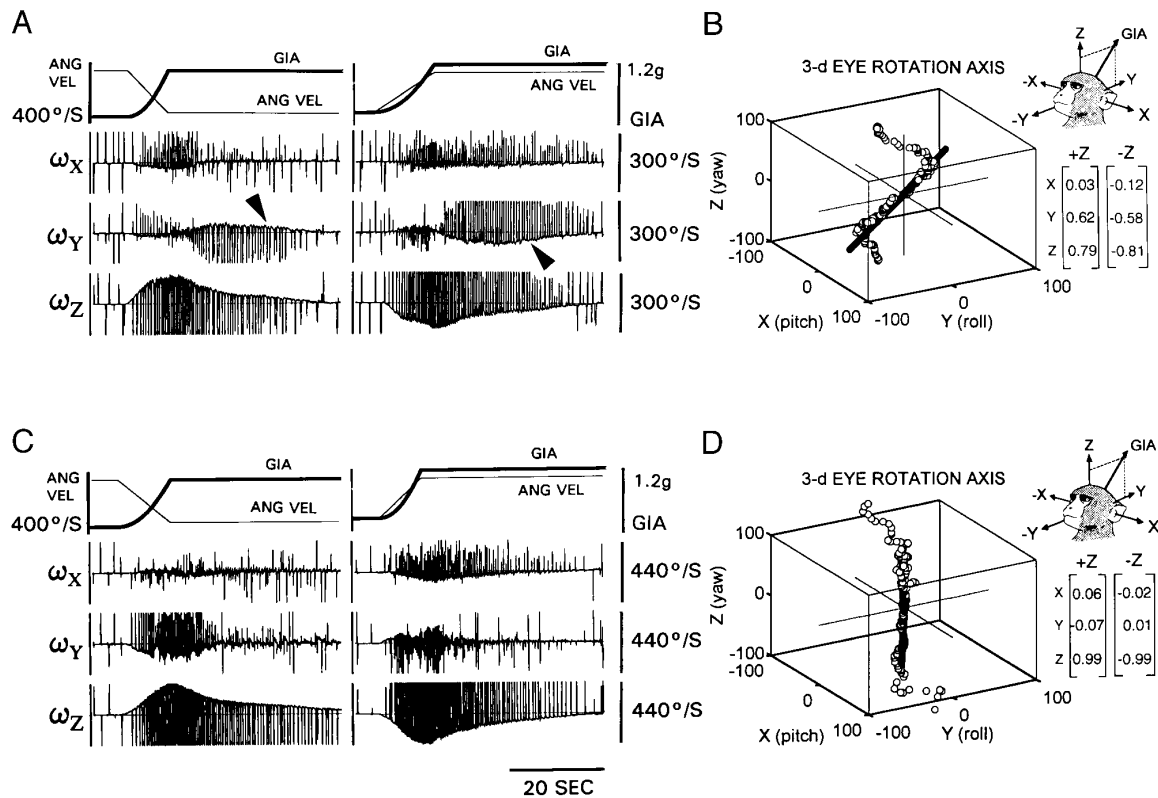 A
ANG
VEL
GIA
ANG VEL
400°/S
ANG VEL
GIA
1.2g
GIA
ωX
300°/S
ωY
300°/S
ωZ
300°/S
B
3-d EYE ROTATION AXIS
Z
GIA
-X
Y
-Y
X
100
0
-100
-100
Z (yaw)
0
100
X (pitch)
-100
0
100
Y (roll)
+Z -Z
X 0.03 -0.12
Y 0.62 -0.58
Z 0.79 -0.81
C
ANG
VEL
GIA
ANG VEL
400°/S
GIA
ANG VEL
1.2g
GIA
ωX
440°/S
ωY
440°/S
ωZ
440°/S
20 SEC
D
3-d EYE ROTATION AXIS
Z
GIA
-X
Y
-Y
X
100
0
-100
-100
Z (yaw)
0
100
X (pitch)
-100
0
100
Y (roll)
+Z -Z
X 0.06 -0.02
Y -0.07 0.01
Z 0.99 -0.99